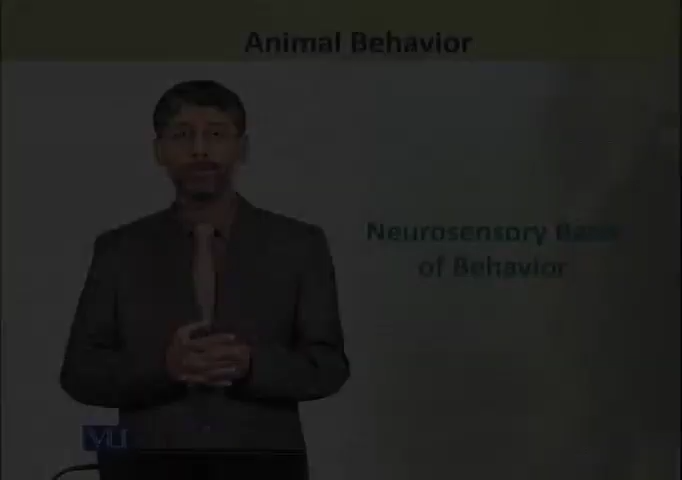 Animal Behavior
Neurosensory Basis
of Behavior
VU